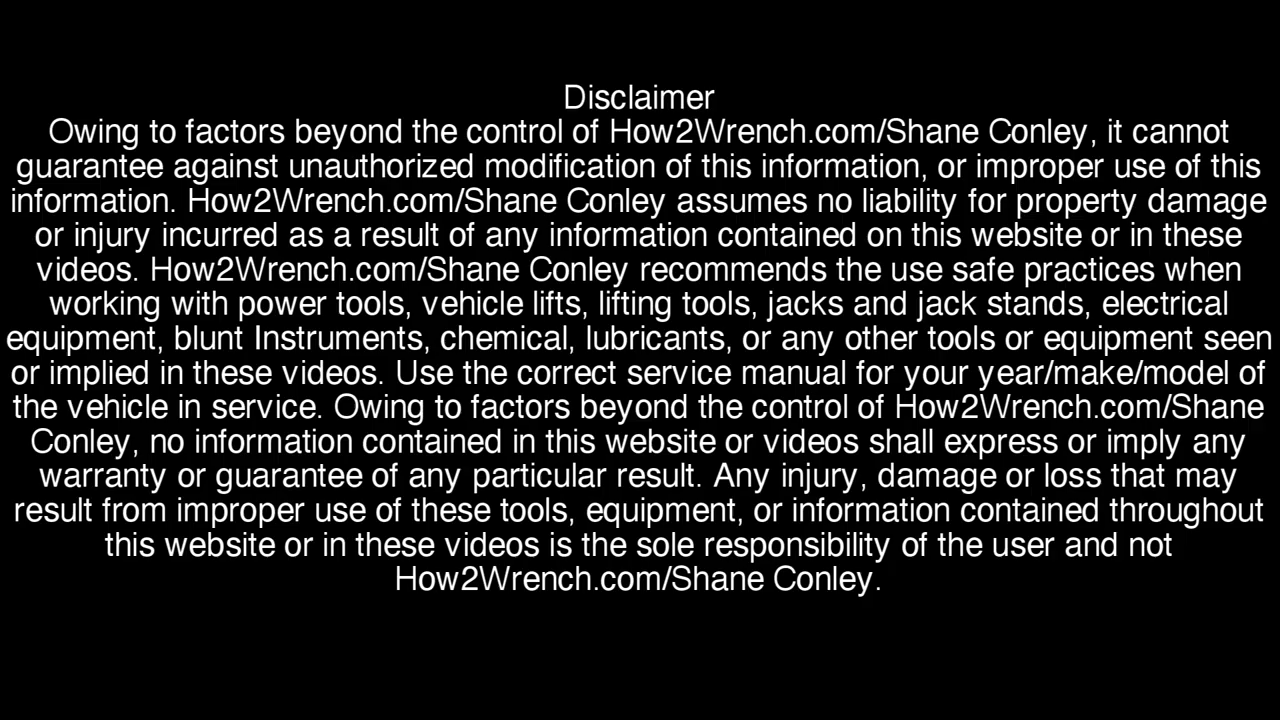 Disclaimer
Owing to factors beyond the control of How2Wrench.com/Shane Conley, it cannot
guarantee against unauthorized modification of this information, or improper use of this
information. How2Wrench.com/Shane Conley assumes no liability for property damage
or injury incurred as a result of any information contained on this website or in these
videos. How2Wrench.com/Shane Conley recommends the use safe practices when
working with power tools, vehicle lifts, lifting tools, jacks and jack stands, electrical
equipment, blunt Instruments, chemical, lubricants, or any other tools or equipment seen
or implied in these videos. Use the correct service manual for your year/make/model of
the vehicle in service. Owing to factors beyond the control of How2Wrench.com/Shane
Conley, no information contained in this website or videos shall express or imply any
warranty or guarantee of any particular result. Any injury, damage or loss that may
result from improper use of these tools, equipment, or information contained throughout
this website or in these videos is the sole responsibility of the user and not
How2Wrench.com/Shane Conley.